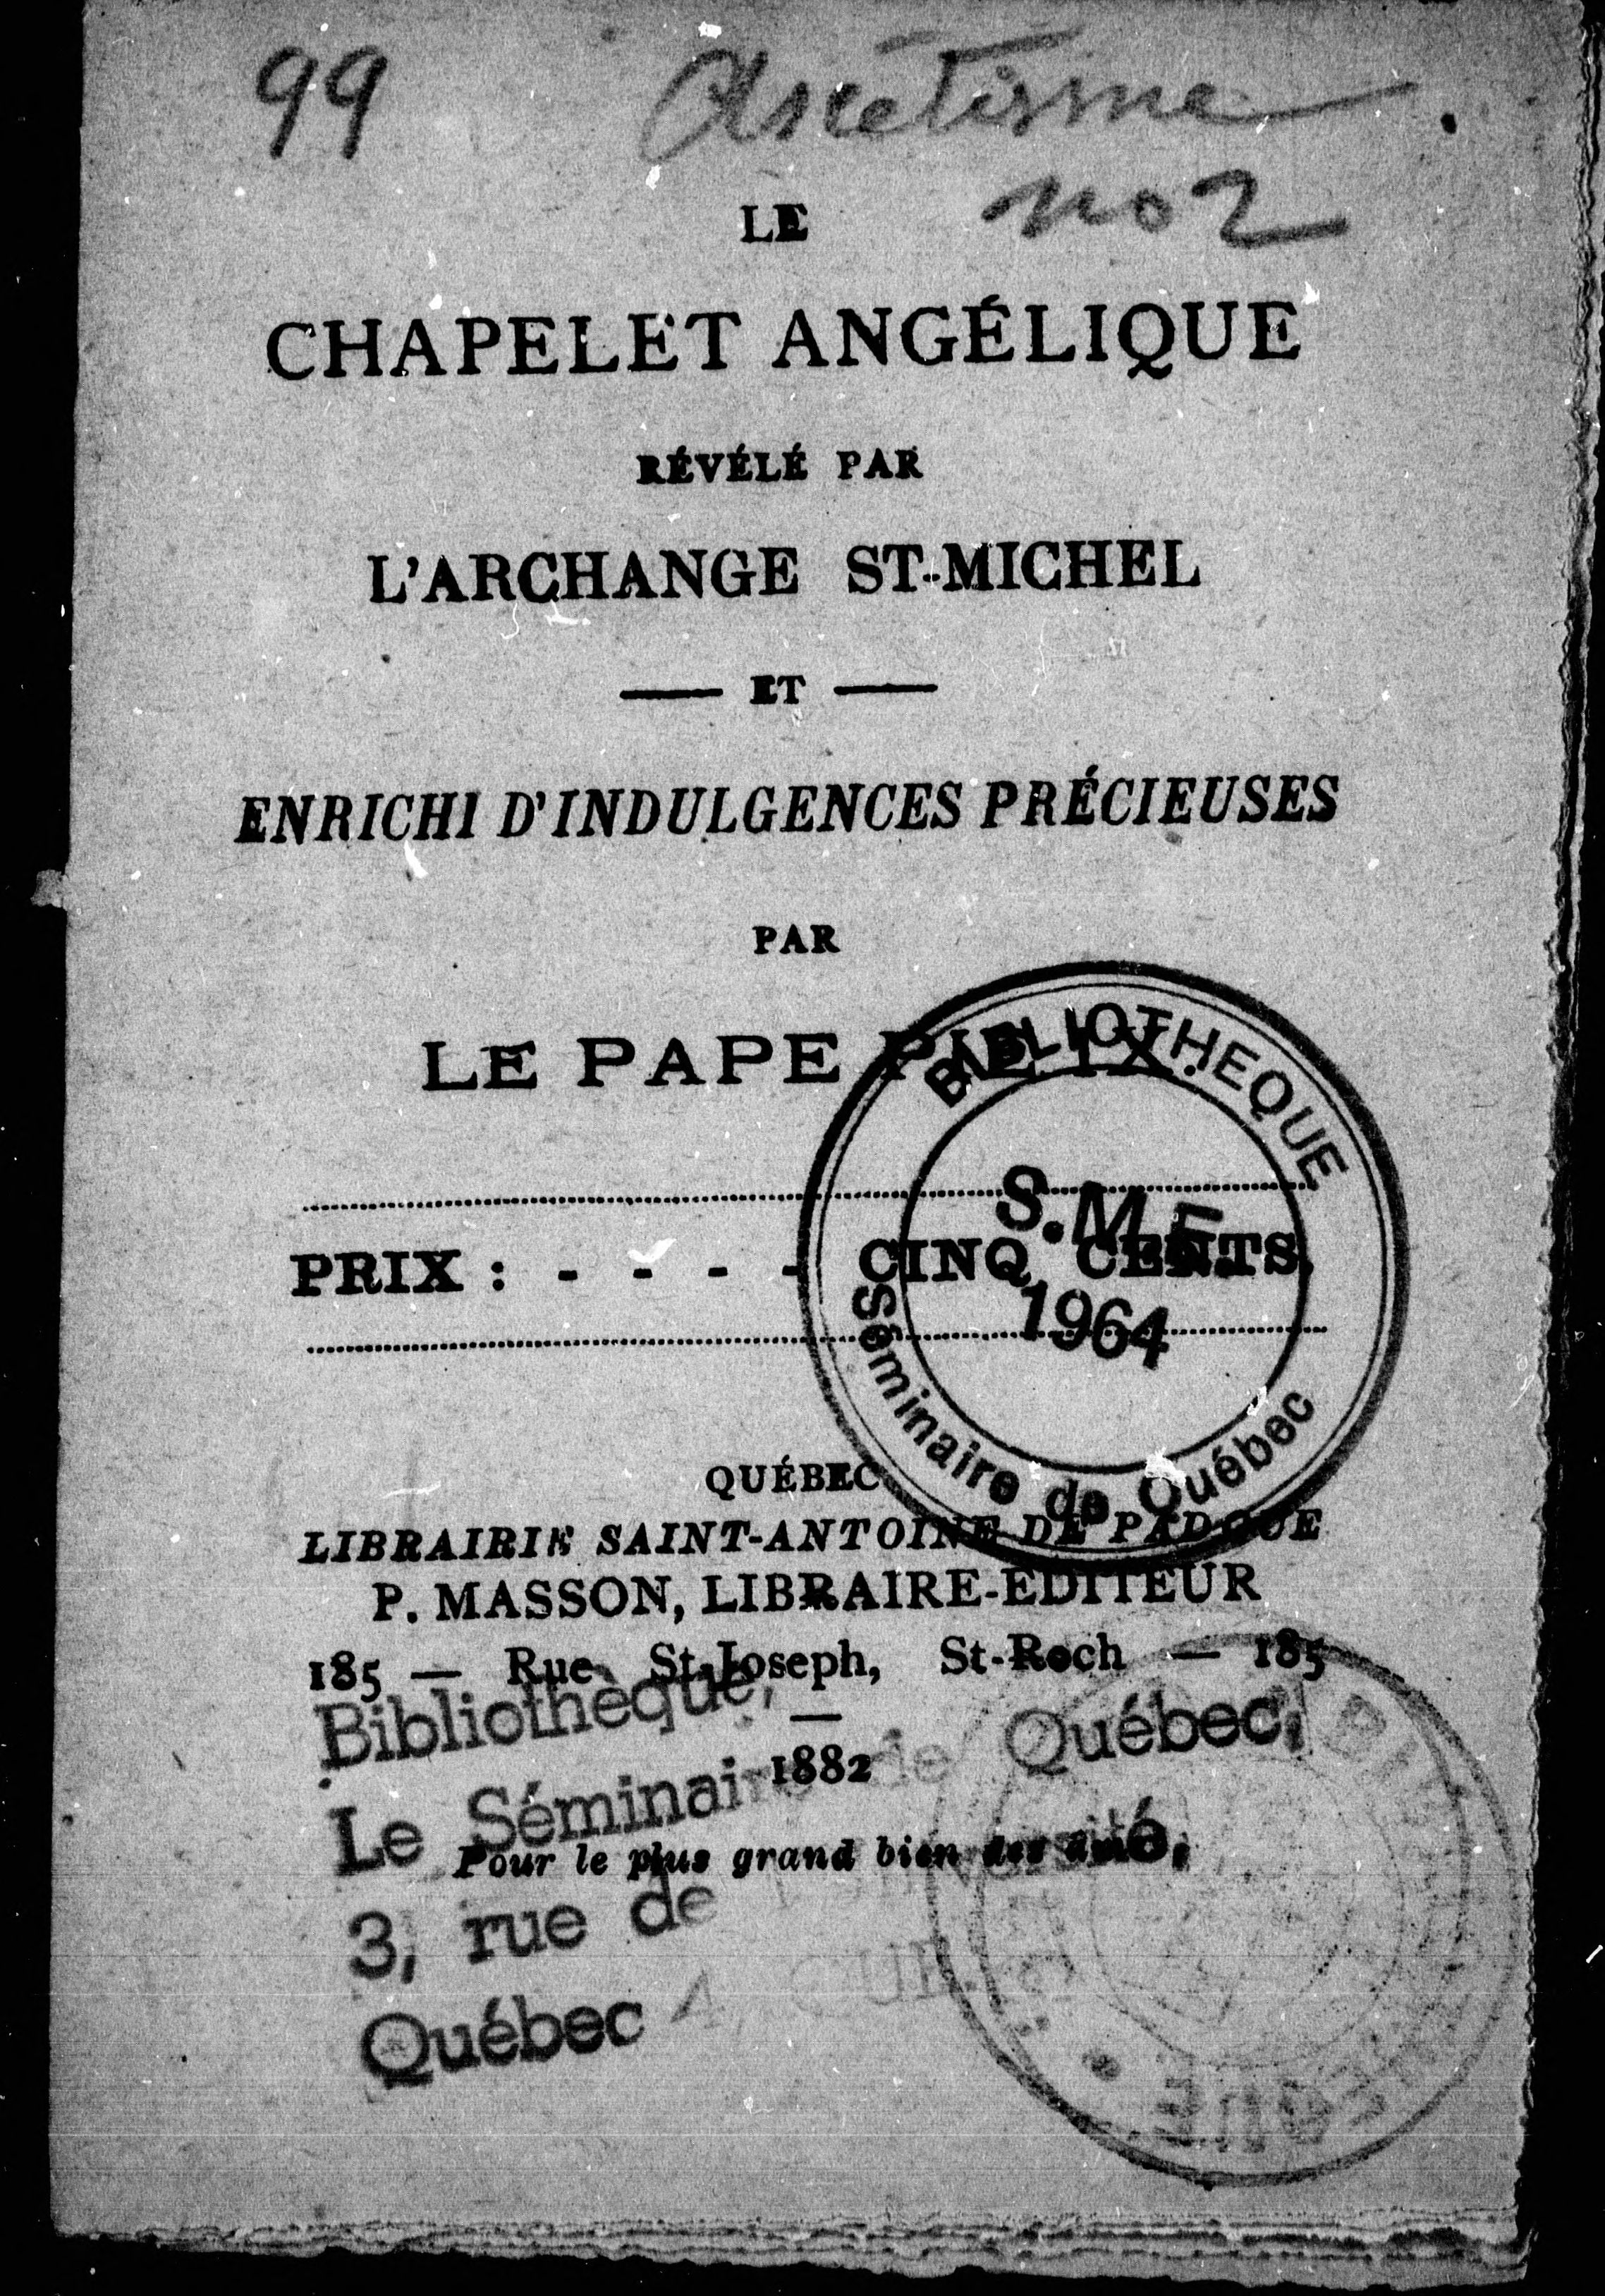 99 Ascétisme.
no 2
LE
CHAPELET ANGÉLIQUE
RÉVÉLÉ PAR
L'ARCHANGE ST-MICHEL
— ET —
ENRICHI D'INDULGENCES PRÉCIEUSES
PAR
LE PAPE PIE IX.
BIBLIOTHEQUE
S.M.E.
1964
Séminaire de Québec
PRIX : - - - - CINQ CENTS.
QUÉBEC
LIBRAIRIE SAINT-ANTOINE DE PADOUE
P. MASSON, LIBRAIRE-EDITEUR
185 — Rue St-Joseph, St-Roch — 185
—
1882
Pour le plus grand bien des
Bibliothèque,
Le Séminaire de Québec,
3, rue de
Québec 4,